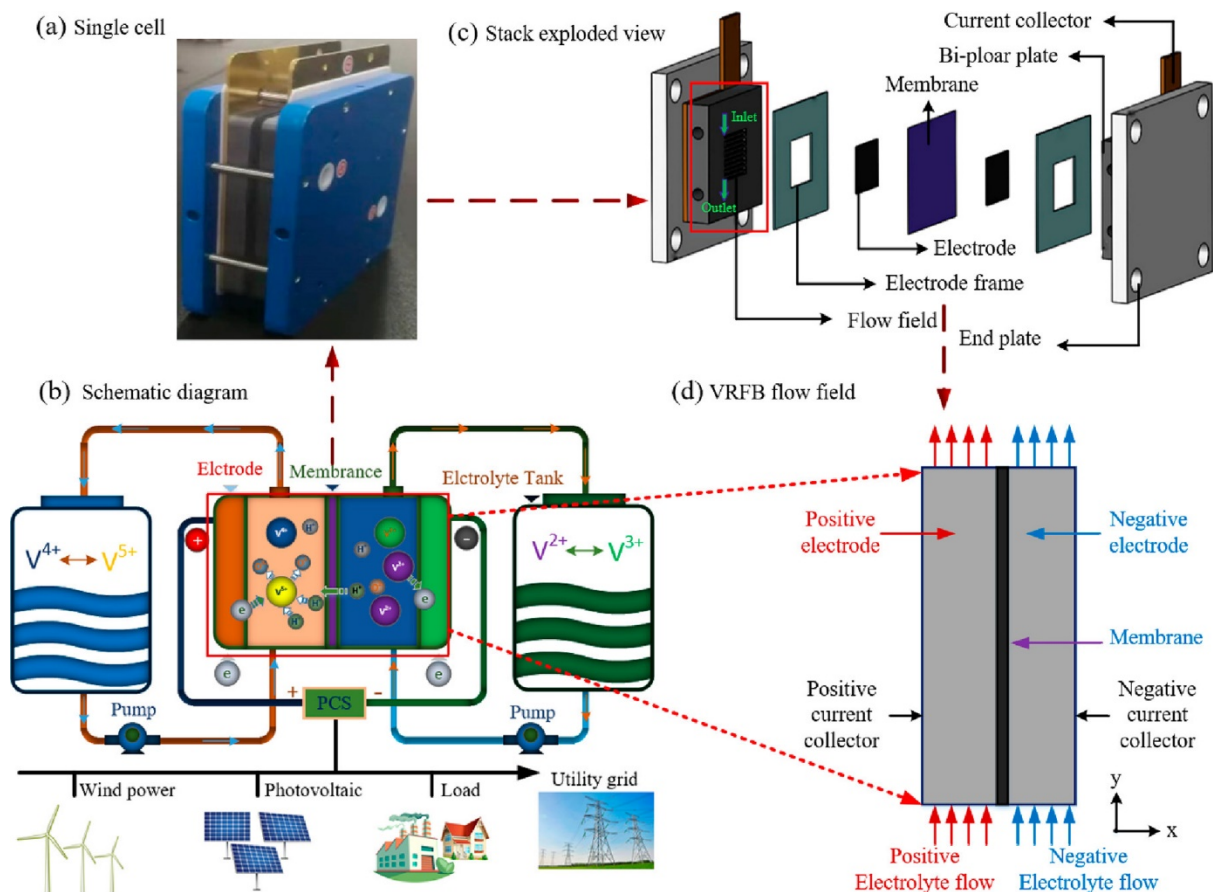 (a) Single cell
(c) Stack exploded view
Current collector
Bi-ploar plate
Membrane
Inlet
Outlet
Electrode
Electrode frame
Flow field
End plate
(b) Schematic diagram
Elctrode
Membrance
Elctrolyte Tank
V4+ ↔ V5+
V2+ ↔ V3+
+
−
H+
e
e
e
e
+
−
PCS
Pump
Pump
Wind power
Photovoltaic
Load
Utility grid
(d) VRFB flow field
Positive
electrode
Negative
electrode
Membrane
Positive
current
collector
Negative
current
collector
y
x
Positive
Electrolyte flow
Negative
Electrolyte flow